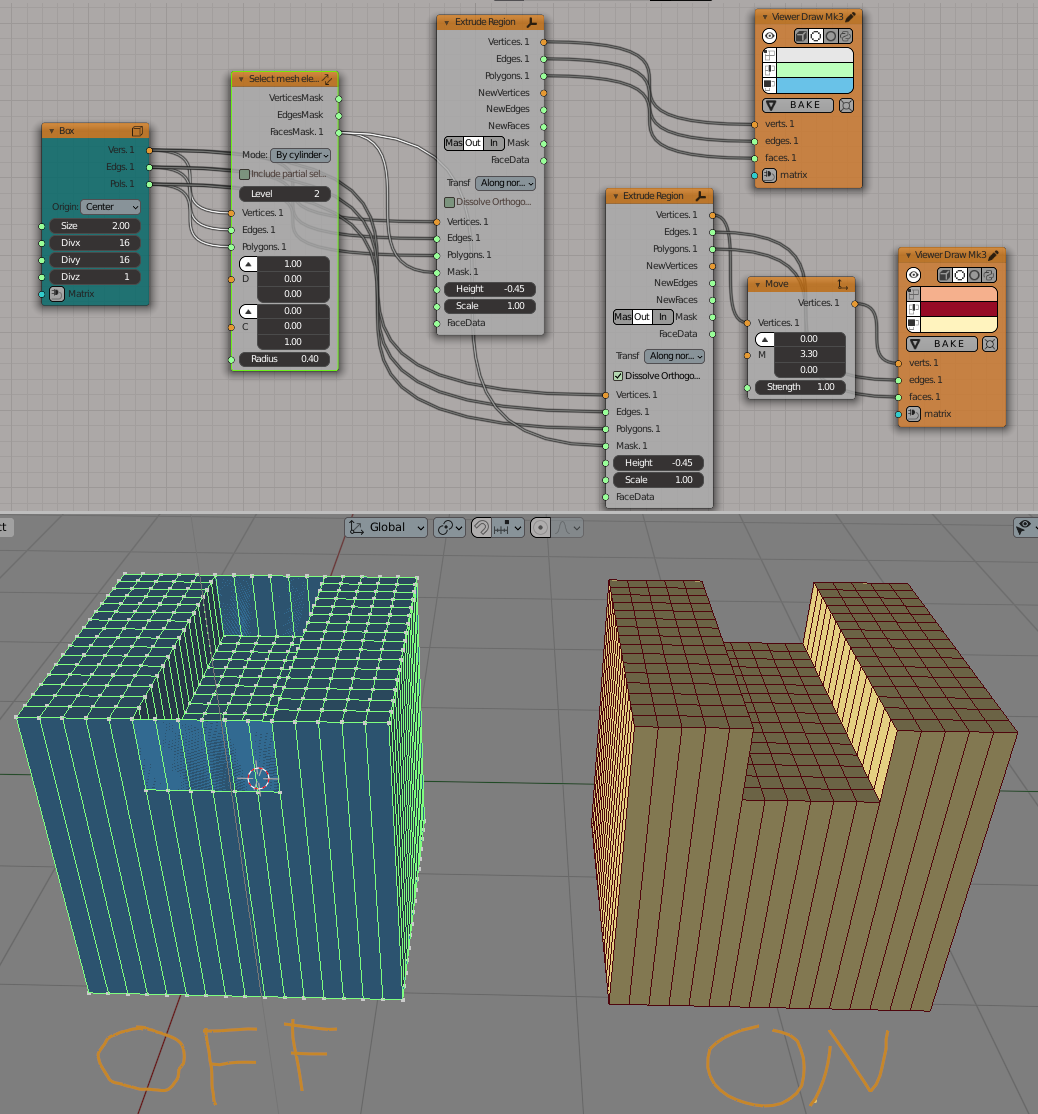 Extrude Region
Vertices. 1
Edges. 1
Polygons. 1
NewVertices
NewEdges
NewFaces
Mas Out In Mask
FaceData
Transf Along nor...
Dissolve Orthogo...
Vertices. 1
Edges. 1
Polygons. 1
Mask. 1
Height -0.45
Scale 1.00
FaceData
Viewer Draw Mk3
BAKE
verts. 1
edges. 1
faces. 1
matrix
Select mesh ele...
VerticesMask
EdgesMask
FacesMask. 1
Mode: By cylinder
Include partial sel...
Level 2
Vertices. 1
Edges. 1
Polygons. 1
1.00
D 0.00
0.00
0.00
C 0.00
1.00
Radius 0.40
Box
Vers. 1
Edgs. 1
Pols. 1
Origin: Center
Size 2.00
Divx 16
Divy 16
Divz 1
Matrix
Extrude Region
Vertices. 1
Edges. 1
Polygons. 1
NewVertices
NewEdges
NewFaces
Mas Out In Mask
FaceData
Transf Along nor...
Dissolve Orthogo...
Vertices. 1
Edges. 1
Polygons. 1
Mask. 1
Height -0.45
Scale 1.00
FaceData
Move
Vertices. 1
Vertices. 1
0.00
M 3.30
0.00
Strength 1.00
Viewer Draw Mk3
BAKE
verts. 1
edges. 1
faces. 1
matrix
ct Global
OFF ON